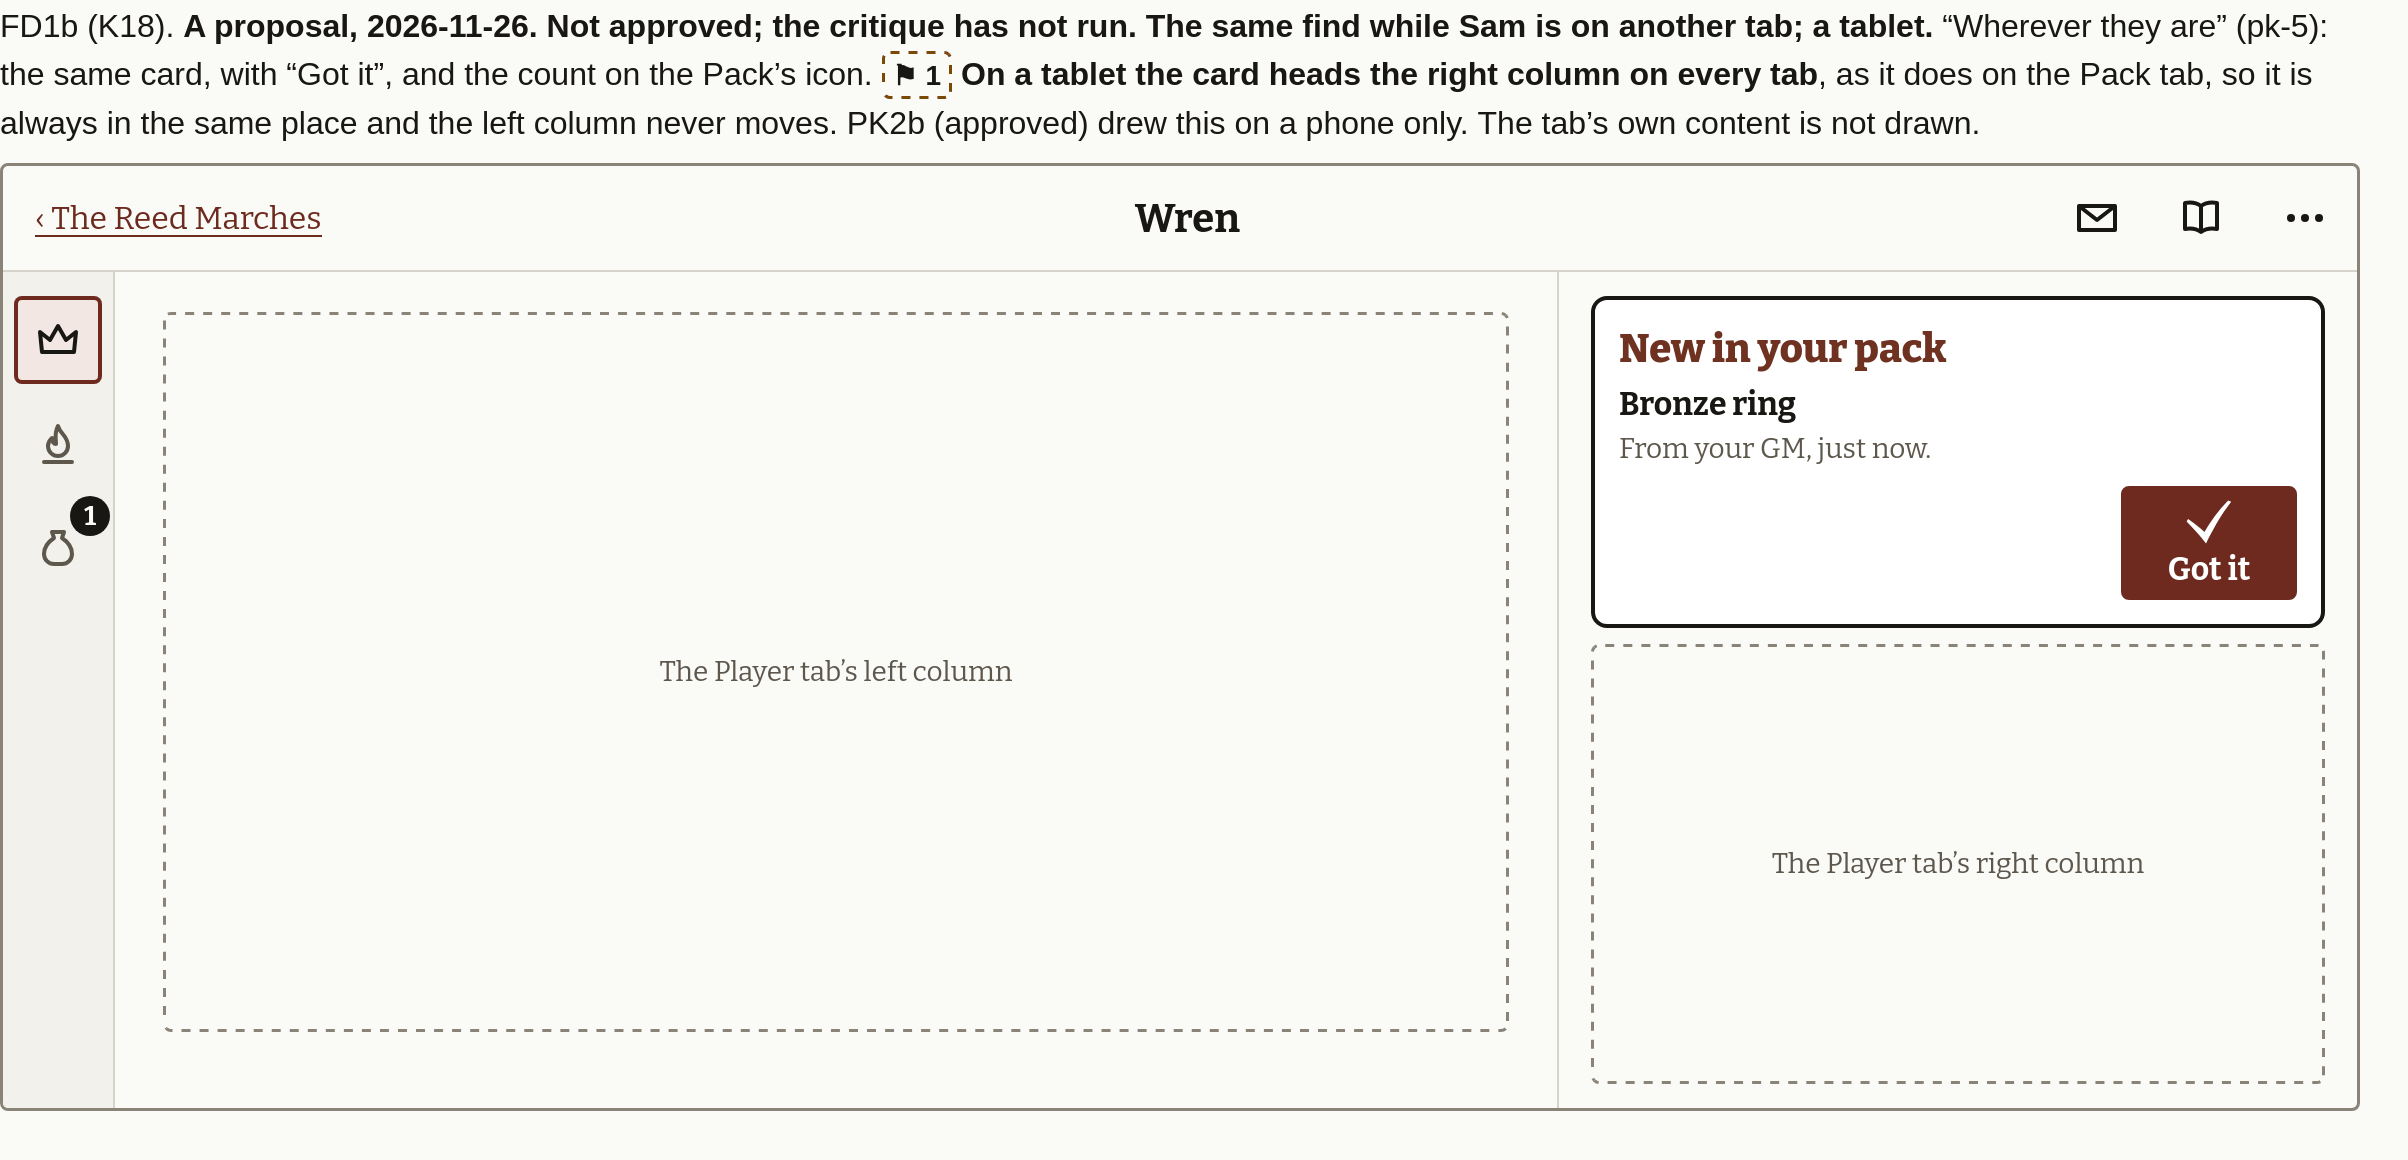 FD1b (K18). A proposal, 2026-11-26. Not approved; the critique has not run. The same find while Sam is on another tab; a tablet. “Wherever they are” (pk-5):
the same card, with “Got it”, and the count on the Pack’s icon. ⚑ 1 On a tablet the card heads the right column on every tab, as it does on the Pack tab, so it is
always in the same place and the left column never moves. PK2b (approved) drew this on a phone only. The tab’s own content is not drawn.
‹ The Reed Marches
Wren
New in your pack
Bronze ring
From your GM, just now.
1
Got it
The Player tab’s left column
The Player tab’s right column